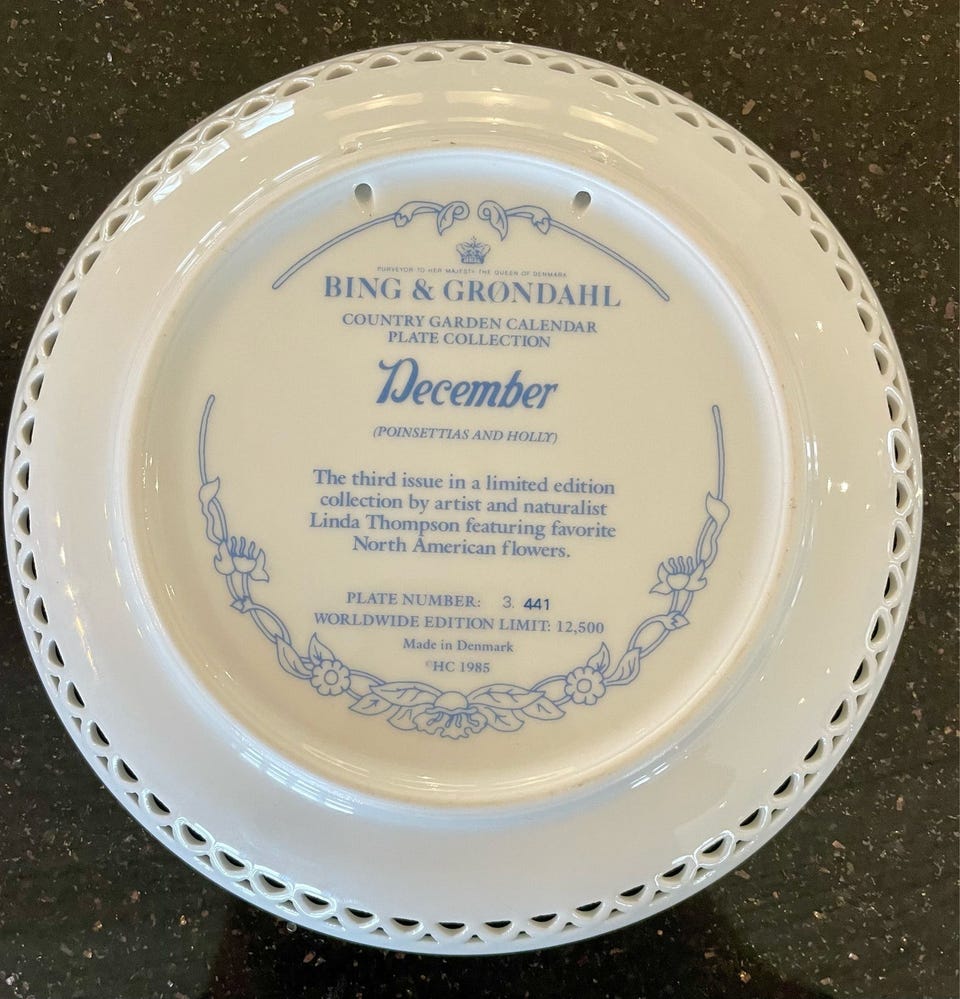 PURVEYOR TO HER MAJESTY THE QUEEN OF DENMARK
BING & GRØNDAHL
COUNTRY GARDEN CALENDAR
PLATE COLLECTION
December
(POINSETTIAS AND HOLLY)
The third issue in a limited edition
collection by artist and naturalist
Linda Thompson featuring favorite
North American flowers.
PLATE NUMBER: 3. 441
WORLDWIDE EDITION LIMIT: 12,500
Made in Denmark
©HC 1985